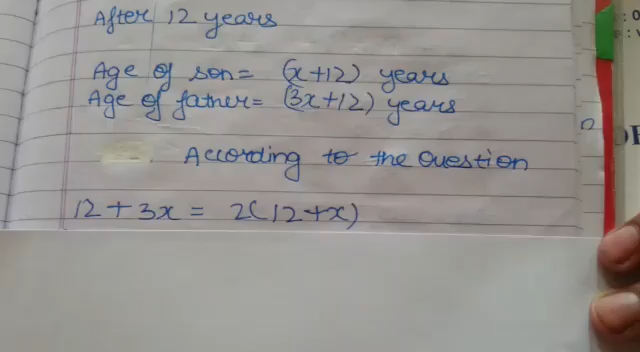 After 12 years
Age of son = (x+12) years
Age of father = (3x+12) years
According to the Question
12 + 3x = 2(12+x)